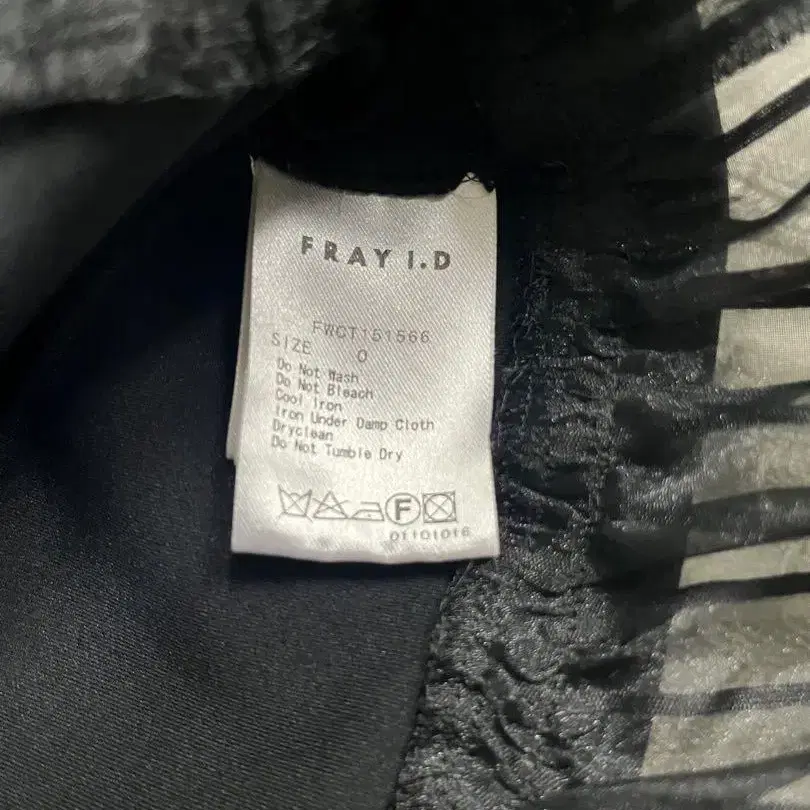 FRAY I.D
FWCT151566
SIZE 0
Do Not Wash
Do Not Bleach
Cool Iron
Iron Under Damp Cloth
Dryclean
Do Not Tumble Dry
F
01101016